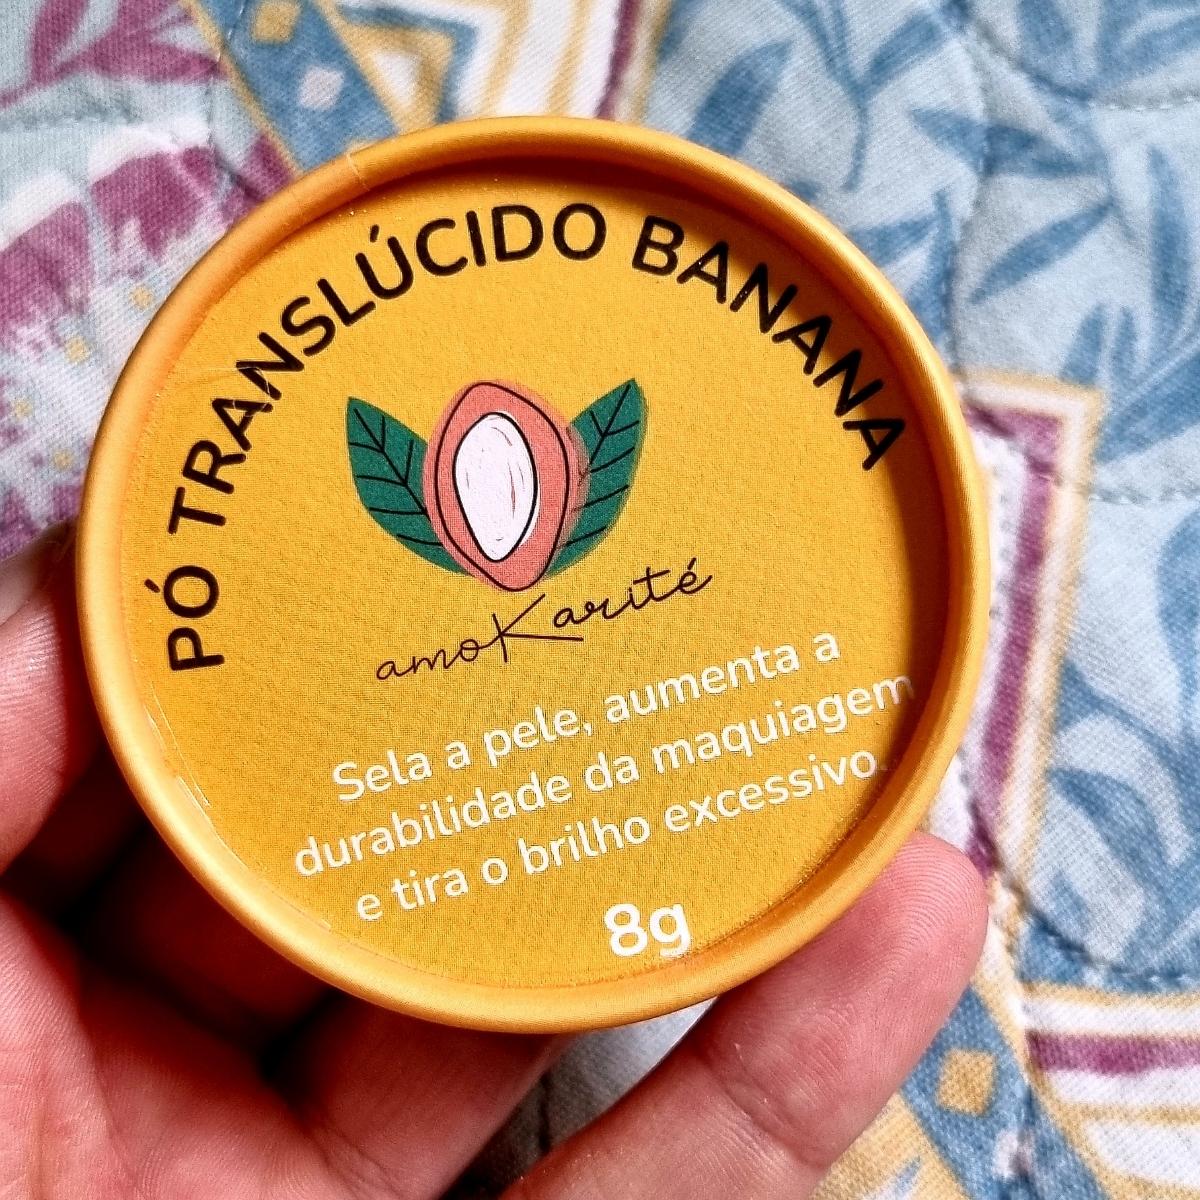 PÓ TRANSLÚCIDO BANANA
amoKarité
Sela a pele, aumenta a
durabilidade da maquiagem
e tira o brilho excessivo.
8g